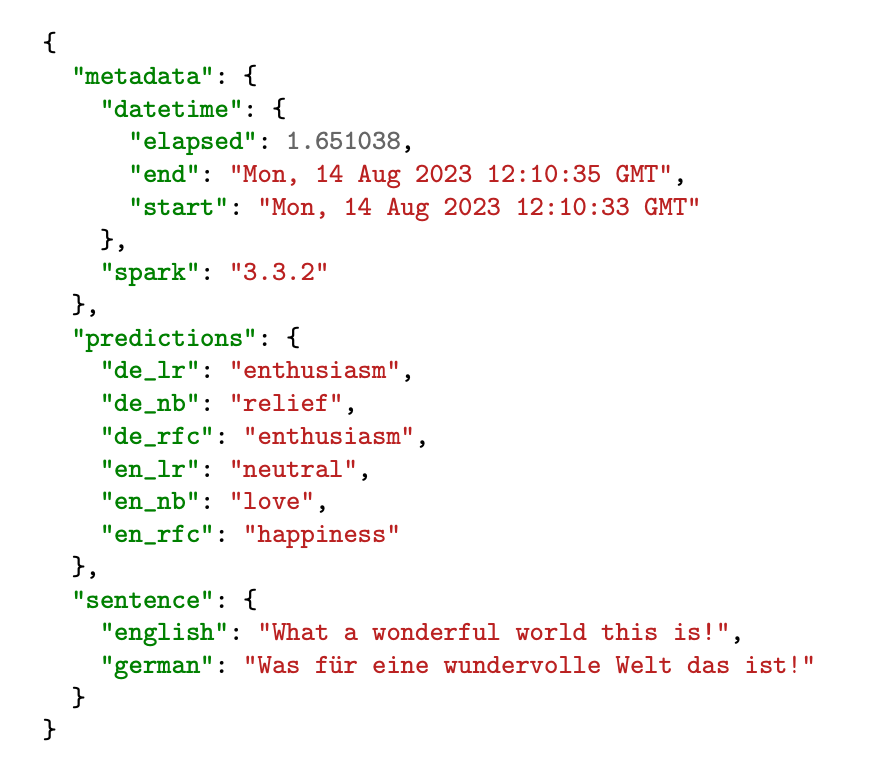 {
  "metadata": {
    "datetime": {
      "elapsed": 1.651038,
      "end": "Mon, 14 Aug 2023 12:10:35 GMT",
      "start": "Mon, 14 Aug 2023 12:10:33 GMT"
    },
    "spark": "3.3.2"
  },
  "predictions": {
    "de_lr": "enthusiasm",
    "de_nb": "relief",
    "de_rfc": "enthusiasm",
    "en_lr": "neutral",
    "en_nb": "love",
    "en_rfc": "happiness"
  },
  "sentence": {
    "english": "What a wonderful world this is!",
    "german": "Was für eine wundervolle Welt das ist!"
  }
}